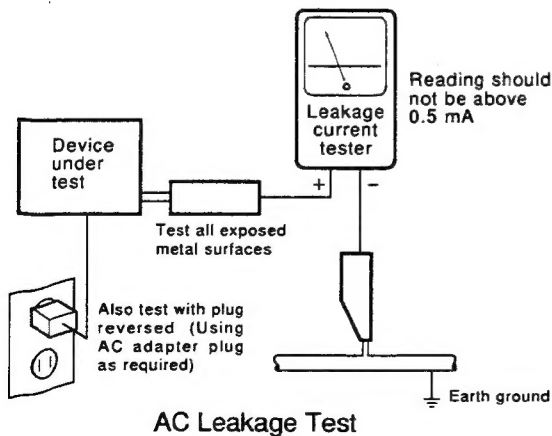 Leakage
current
tester
Reading should
not be above
0.5 mA
Device
under
test
+
-
Test all exposed
metal surfaces
Also test with plug
reversed (Using
AC adapter plug
as required)
Earth ground
AC Leakage Test